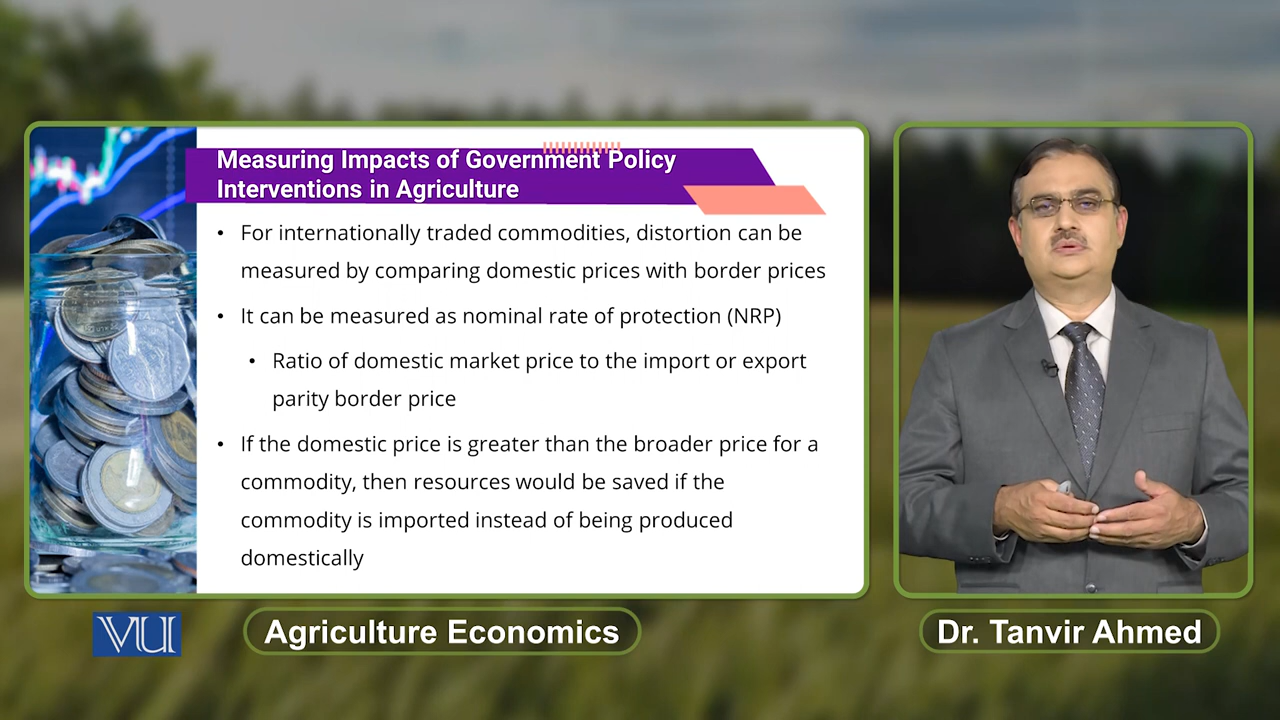 Measuring Impacts of Government Policy
Interventions in Agriculture
• For internationally traded commodities, distortion can be
measured by comparing domestic prices with border prices
• It can be measured as nominal rate of protection (NRP)
• Ratio of domestic market price to the import or export
parity border price
• If the domestic price is greater than the broader price for a
commodity, then resources would be saved if the
commodity is imported instead of being produced
domestically
VU
Agriculture Economics
Dr. Tanvir Ahmed